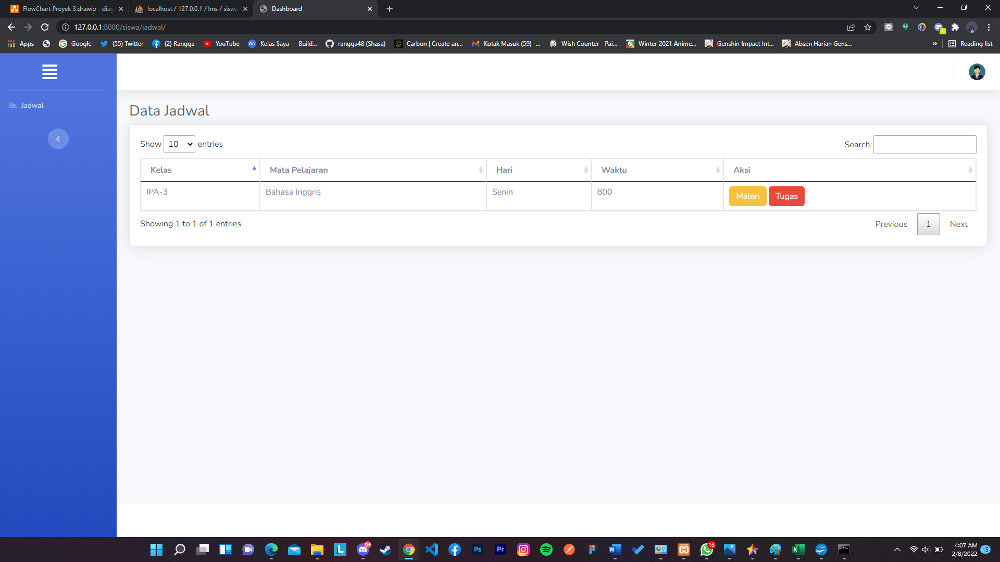 FlowChart Proyek 3.drawio - diag
localhost / 127.0.0.1 / lms / siswa
Dashboard
127.0.0.1:8000/siswa/jadwal/
Apps
Google
(55) Twitter
(2) Rangga
YouTube
Kelas Saya — Build...
rangga48 (Shasa)
Carbon | Create an...
Kotak Masuk (59) -...
Wish Counter - Pai...
Winter 2021 Anime...
Genshin Impact Int...
Absen Harian Gens...
»
Reading list
Jadwal
Data Jadwal
Show 10 entries
Search:
Kelas Mata Pelajaran Hari Waktu Aksi
IPA-3 Bahasa Inggris Senin 800 Materi Tugas
Showing 1 to 1 of 1 entries
Previous 1 Next
L
9+
Ps
Pr
W
16
X
4:07 AM
2/8/2022
15